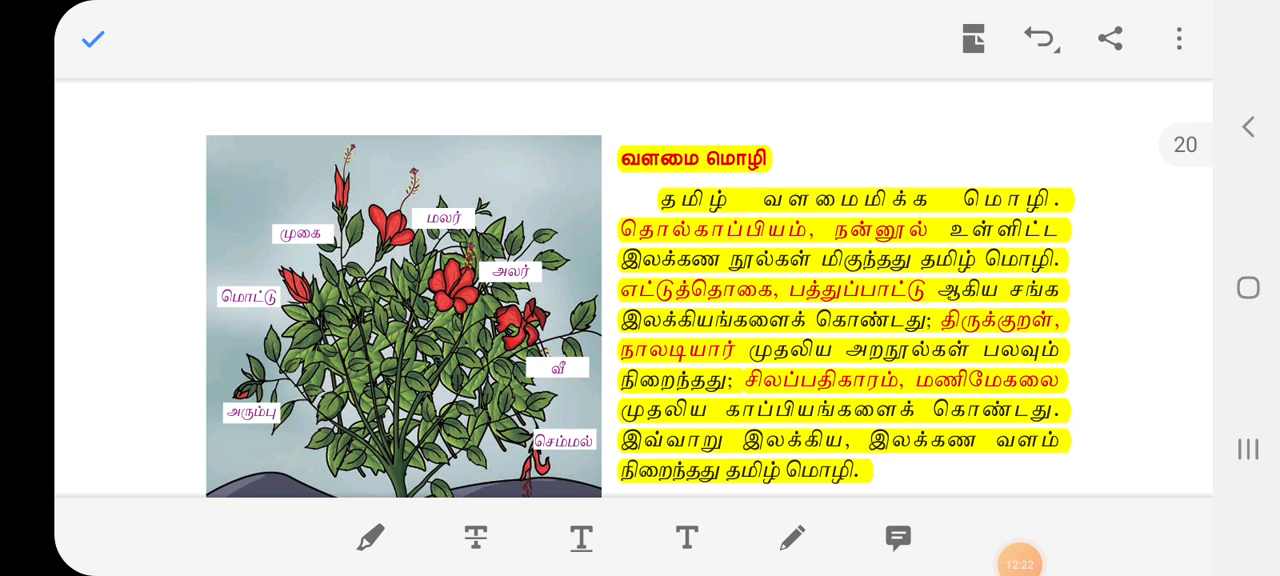 20
முகை
மலர்
அலர்
மொட்டு
வீ
அரும்பு
செம்மல்
வளமை மொழி
தமிழ் வளமைமிக்க மொழி.
தொல்காப்பியம், நன்னூல் உள்ளிட்ட
இலக்கண நூல்கள் மிகுந்தது தமிழ் மொழி.
எட்டுத்தொகை, பத்துப்பாட்டு ஆகிய சங்க
இலக்கியங்களைக் கொண்டது; திருக்குறள்,
நாலடியார் முதலிய அறநூல்கள் பலவும்
நிறைந்தது; சிலப்பதிகாரம், மணிமேகலை
முதலிய காப்பியங்களைக் கொண்டது.
இவ்வாறு இலக்கிய, இலக்கண வளம்
நிறைந்தது தமிழ் மொழி.
12:22